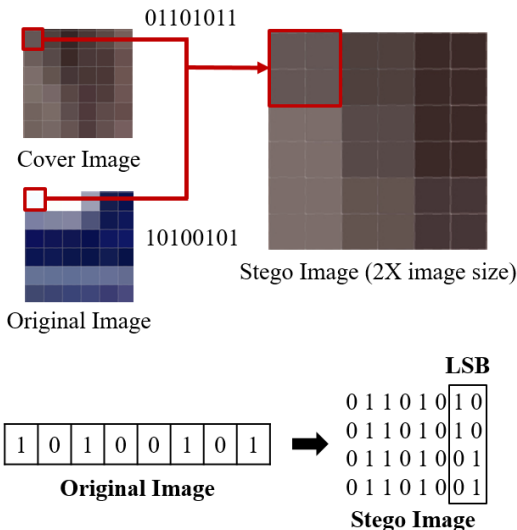 01101011
Cover Image
10100101
Original Image
Stego Image (2X image size)
LSB
0 1 1 0 1 0 1 0
0 1 1 0 1 0 1 0
0 1 1 0 1 0 0 1
0 1 1 0 1 0 0 1
1 0 1 0 0 1 0 1
Original Image
Stego Image